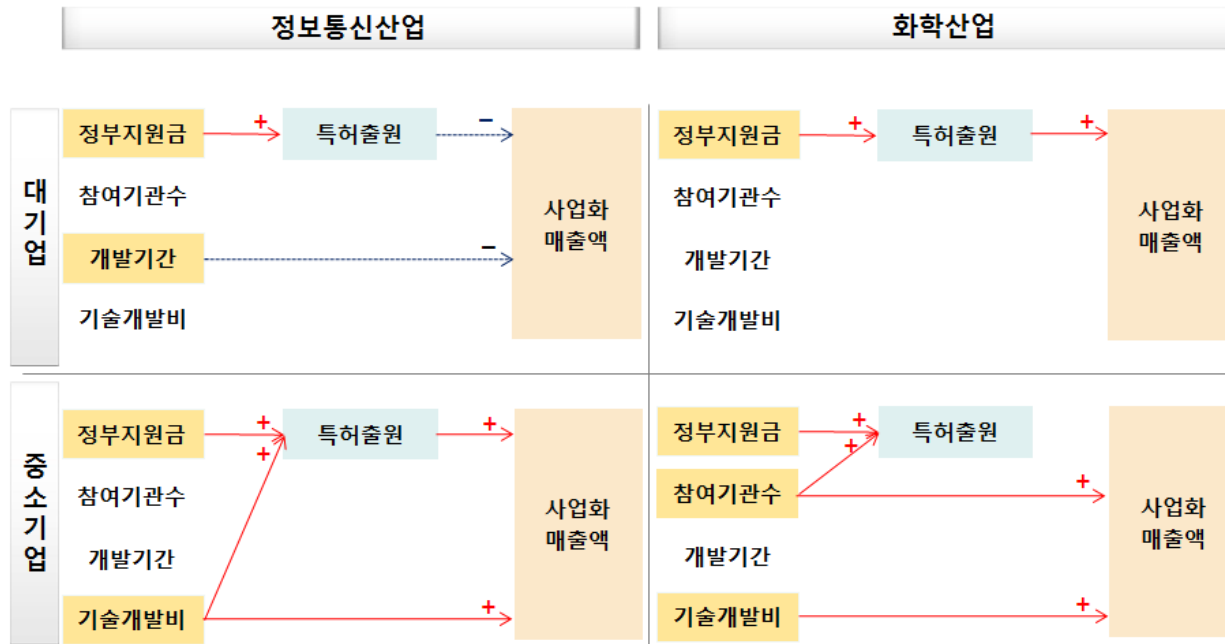 정보통신산업
화학산업
대기업
정부지원금
+
특허출원
−
참여기관수
개발기간
−
기술개발비
사업화
매출액
정부지원금
+
특허출원
+
참여기관수
개발기간
기술개발비
사업화
매출액
중소기업
정부지원금
+
+
특허출원
+
참여기관수
개발기간
기술개발비
+
사업화
매출액
정부지원금
+
+
특허출원
참여기관수
+
개발기간
기술개발비
+
사업화
매출액